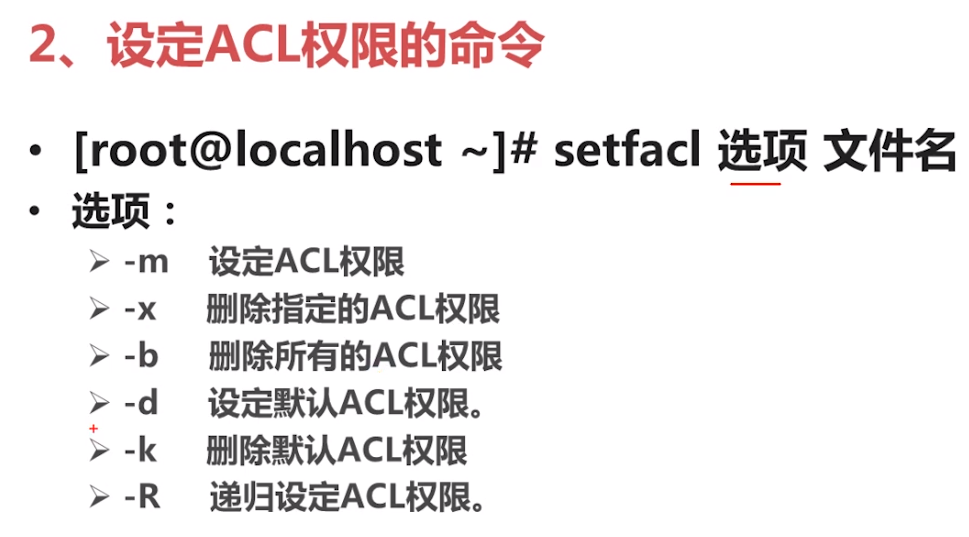 2、设定ACL权限的命令
• [root@localhost ~]# setfacl 选项 文件名
• 选项：
➢ -m 设定ACL权限
➢ -x 删除指定的ACL权限
➢ -b 删除所有的ACL权限
➢ -d 设定默认ACL权限。
➢ -k 删除默认ACL权限
➢ -R 递归设定ACL权限。